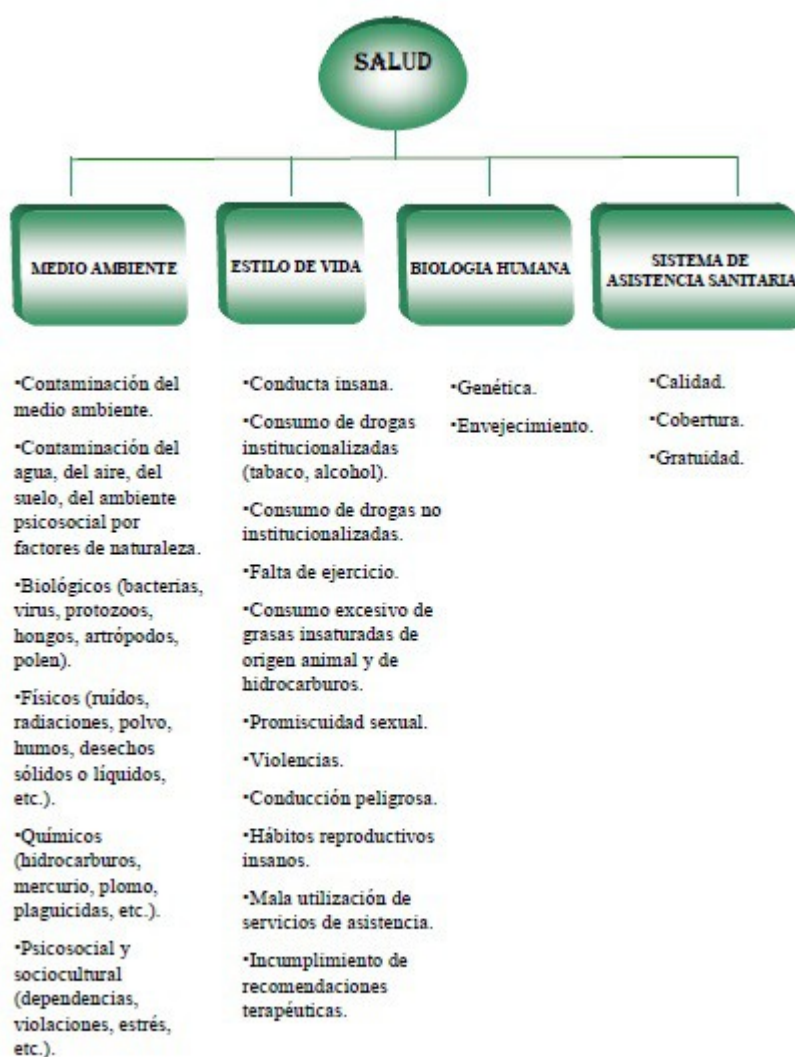 SALUD
MEDIO AMBIENTE
ESTILO DE VIDA
BIOLOGIA HUMANA
SISTEMA DE
ASISTENCIA SANITARIA
•Contaminación del
medio ambiente.
•Contaminación del
agua, del aire, del
suelo, del ambiente
psicosocial por
factores de naturaleza.
•Biológicos (bacterias,
virus, protozoos,
hongos, artrópodos,
polen).
•Físicos (ruídos,
radiaciones, polvo,
humos, desechos
sólidos o líquidos,
etc.).
•Químicos
(hidrocarburos,
mercurio, plomo,
plaguicidas, etc.).
•Psicosocial y
sociocultural
(dependencias,
violaciones, estrés,
etc.).
•Conducta insana.
•Consumo de drogas
institucionalizadas
(tabaco, alcohol).
•Consumo de drogas no
institucionalizadas.
•Falta de ejercicio.
•Consumo excesivo de
grasas insaturadas de
origen animal y de
hidrocarburos.
•Promiscuidad sexual.
•Violencias.
•Conducción peligrosa.
•Hábitos reproductivos
insanos.
•Mala utilización de
servicios de asistencia.
•Incumplimiento de
recomendaciones
terapéuticas.
•Genética.
•Envejecimiento.
•Calidad.
•Cobertura.
•Gratuidad.